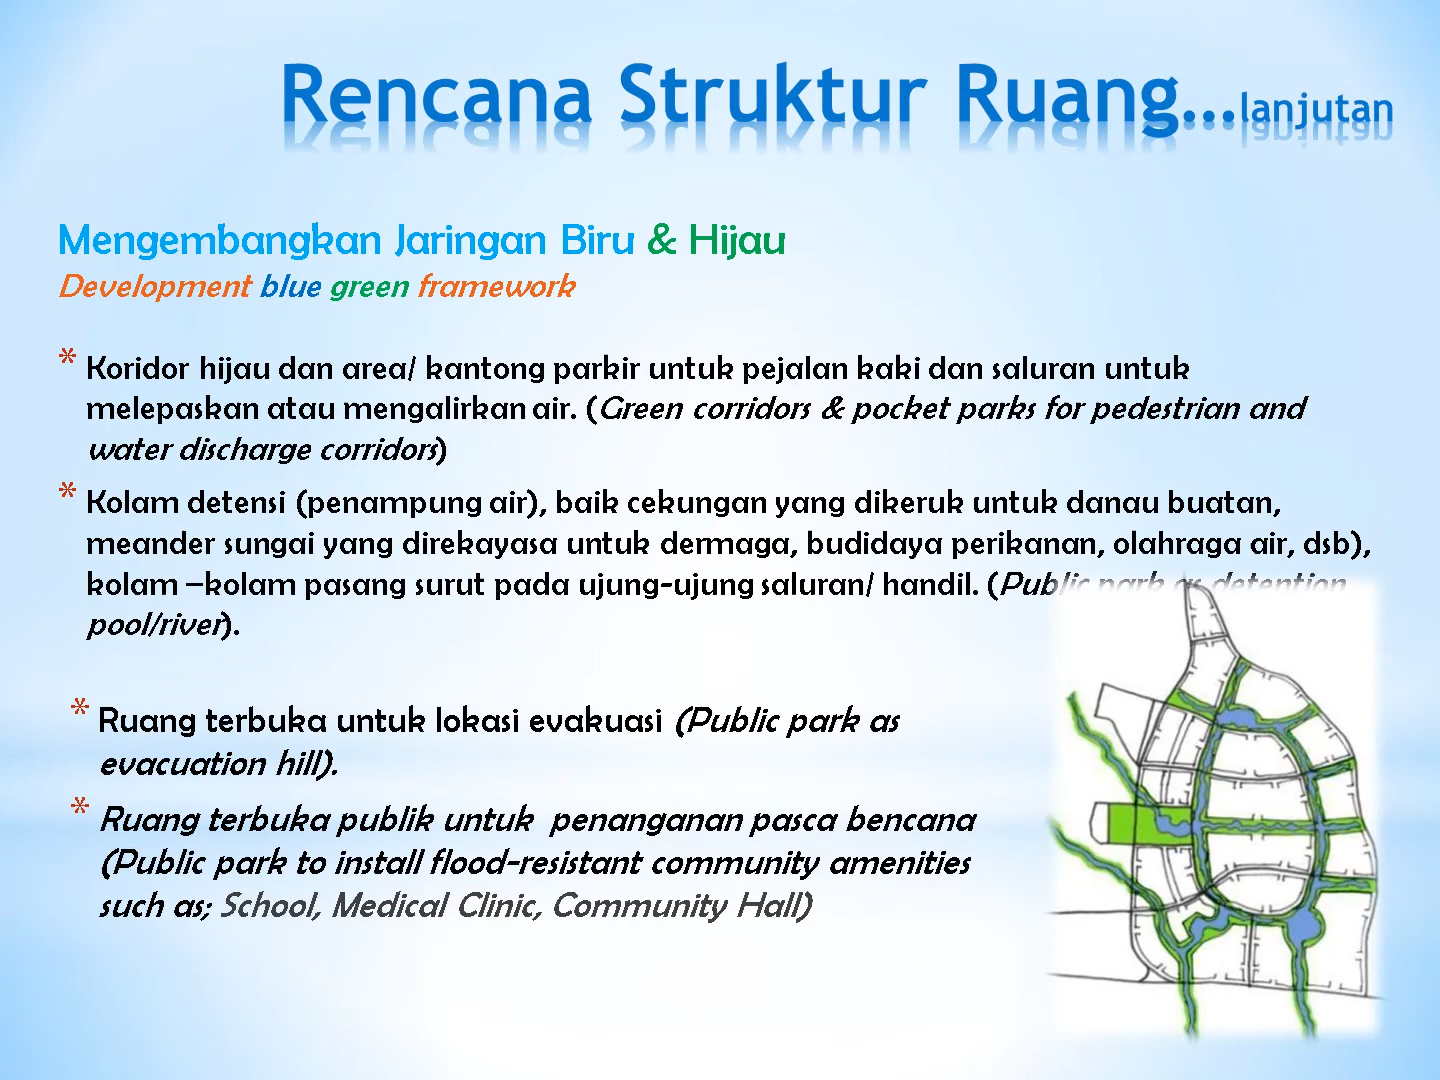 Rencana Struktur Ruang...lanjutan
Mengembangkan Jaringan Biru & Hijau
Development blue green framework
* Koridor hijau dan area/ kantong parkir untuk pejalan kaki dan saluran untuk
melepaskan atau mengalirkan air. (Green corridors & pocket parks for pedestrian and
water discharge corridors)
* Kolam detensi (penampung air), baik cekungan yang dikeruk untuk danau buatan,
meander sungai yang direkayasa untuk dermaga, budidaya perikanan, olahraga air, dsb),
kolam –kolam pasang surut pada ujung-ujung saluran/ handil. (Public park as detention
pool/river).
* Ruang terbuka untuk lokasi evakuasi (Public park as
evacuation hill).
* Ruang terbuka publik untuk penanganan pasca bencana
(Public park to install flood-resistant community amenities
such as; School, Medical Clinic, Community Hall)